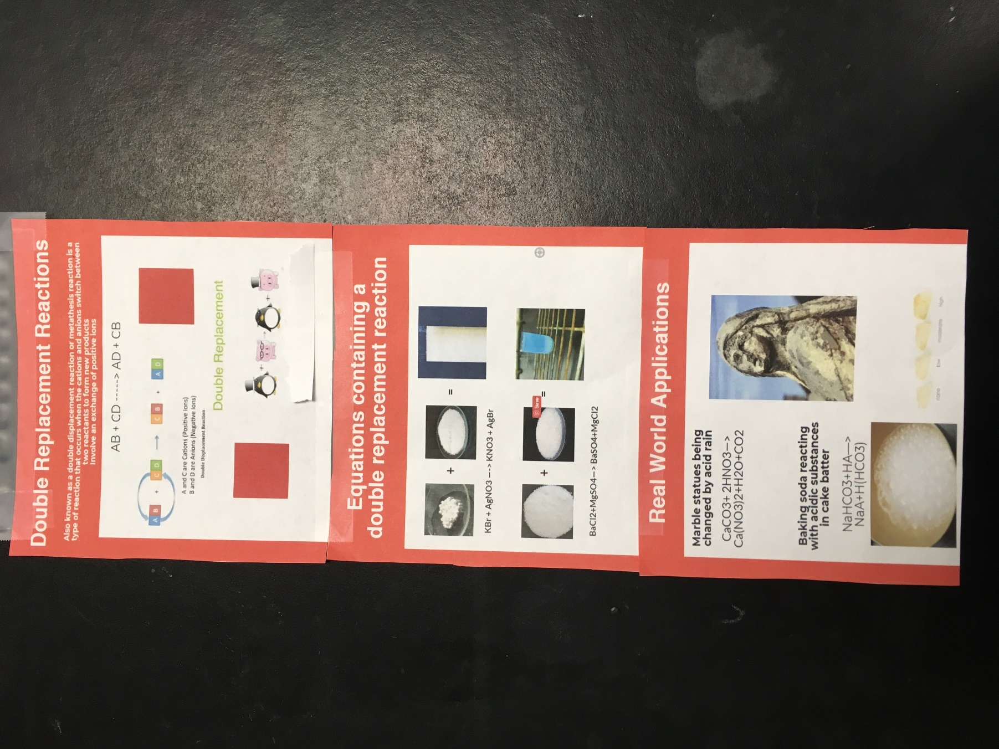 Double Replacement Reactions
Also known as a double displacement reaction or metathesis reaction is a
type of reaction that occurs when the cations and anions switch between
two reactants to form new products
Involve an exchange of positive ions
AB + CD -----> AD + CB
A B + C D → C B + A D
A and C are Cations (Positive Ions)
B and D are Anions (Negative Ions)
Double Displacement Reaction
Double Replacement
+ → +
Equations containing a
double replacement reaction
+ =
KBr + AgNO3 —-> KNO3 + AgBr
+ =
Save
BaCl2+MgSO4—> BaSO4+MgCl2
Real World Applications
Marble statues being
changed by acid rain
CaCO3+ 2HNO3—>
Ca(NO3)2+H2O+CO2
Baking soda reacting
with acidic substances
in cake batter
NaHCO3+HA—>
NaA+H(HCO3)
none low moderate high